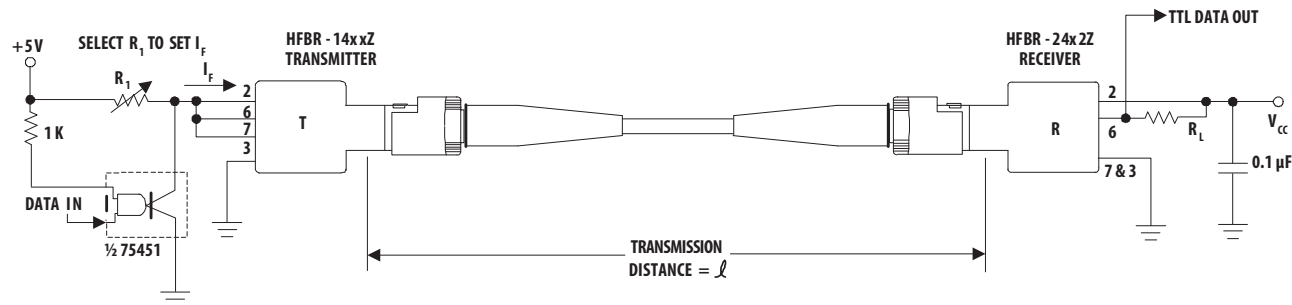 TTL DATA OUT
SELECT R1 TO SET IF
HFBR - 14xxZ
TRANSMITTER
HFBR - 24x2Z
RECEIVER
+5V
R1
IF
2
6
7
3
T
R
2
6
7 & 3
RL
VCC
0.1 µF
1 K
DATA IN
½ 75451
TRANSMISSION
DISTANCE = ℓ